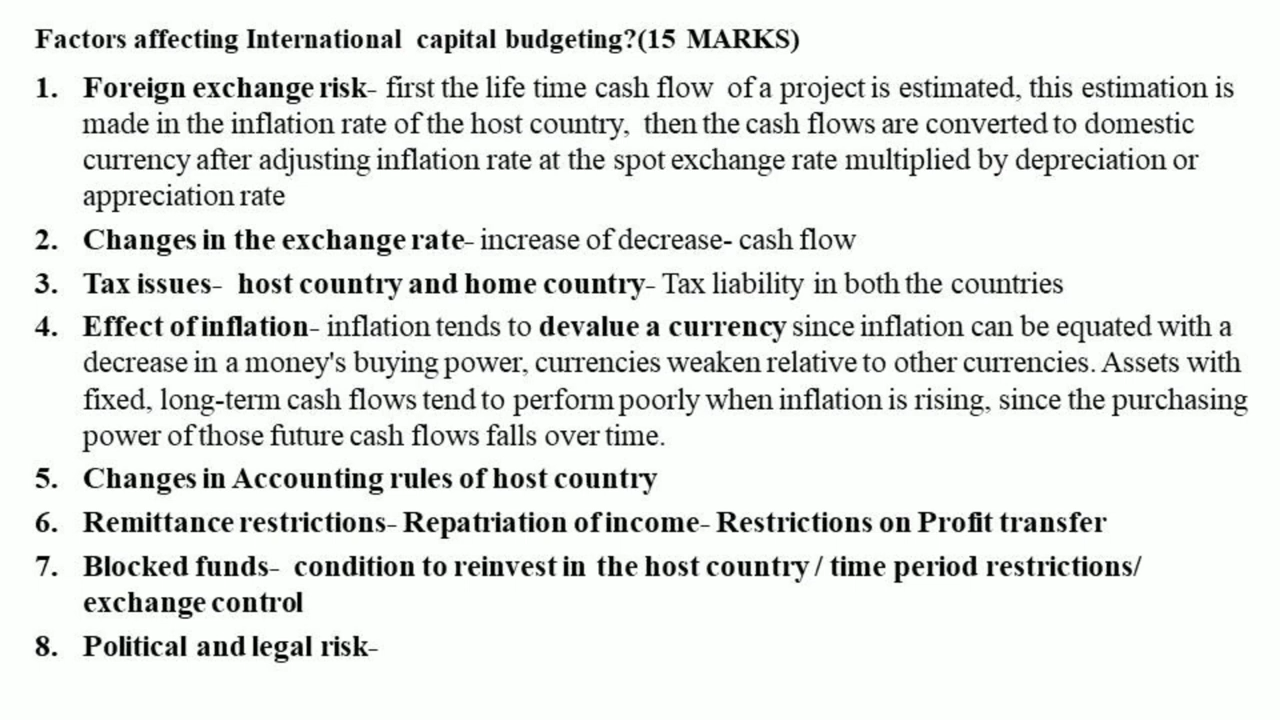 Factors affecting International capital budgeting?(15 MARKS)
1. Foreign exchange risk- first the life time cash flow of a project is estimated, this estimation is
made in the inflation rate of the host country, then the cash flows are converted to domestic
currency after adjusting inflation rate at the spot exchange rate multiplied by depreciation or
appreciation rate
2. Changes in the exchange rate- increase of decrease- cash flow
3. Tax issues- host country and home country- Tax liability in both the countries
4. Effect of inflation- inflation tends to devalue a currency since inflation can be equated with a
decrease in a money's buying power, currencies weaken relative to other currencies. Assets with
fixed, long-term cash flows tend to perform poorly when inflation is rising, since the purchasing
power of those future cash flows falls over time.
5. Changes in Accounting rules of host country
6. Remittance restrictions- Repatriation of income- Restrictions on Profit transfer
7. Blocked funds- condition to reinvest in the host country / time period restrictions/
exchange control
8. Political and legal risk-